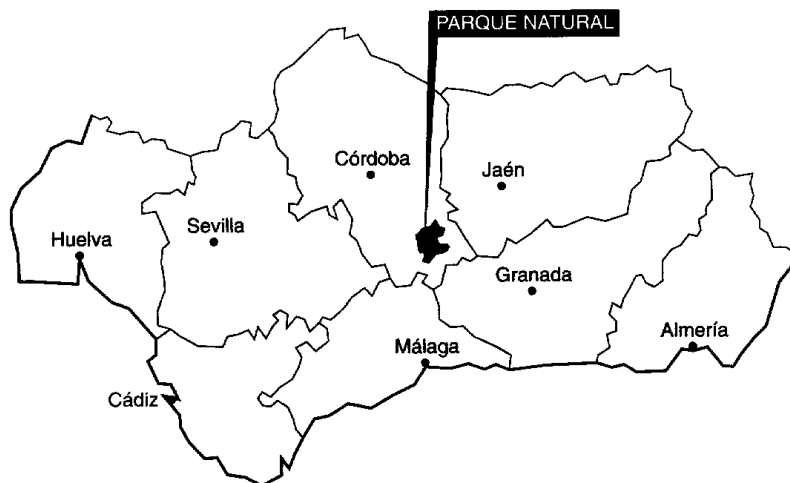 PARQUE NATURAL
Córdoba
Jaén
Sevilla
Huelva
Granada
Málaga
Almería
Cádiz